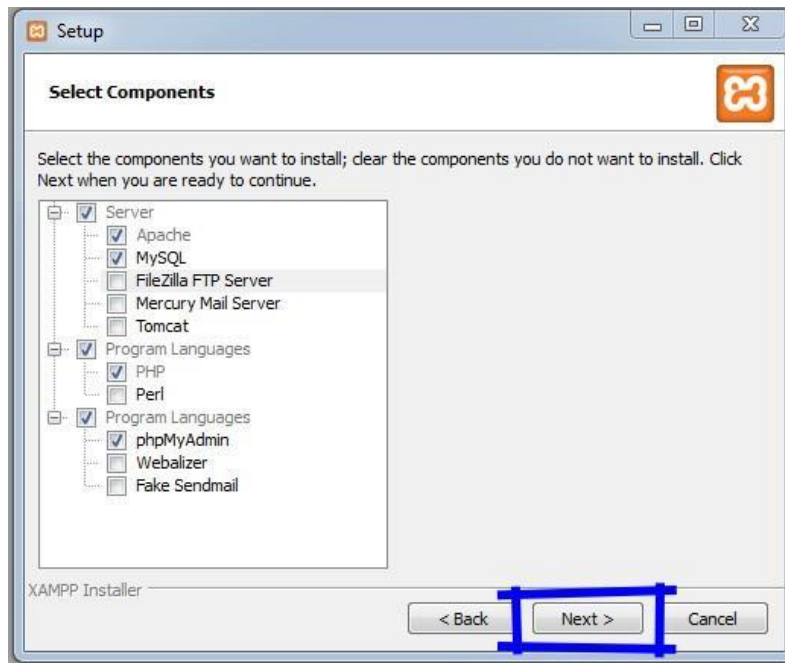 Setup
Select Components
Select the components you want to install; clear the components you do not want to install. Click
Next when you are ready to continue.
Server
Apache
MySQL
FileZilla FTP Server
Mercury Mail Server
Tomcat
Program Languages
PHP
Perl
Program Languages
phpMyAdmin
Webalizer
Fake Sendmail
XAMPP Installer
< Back Next > Cancel